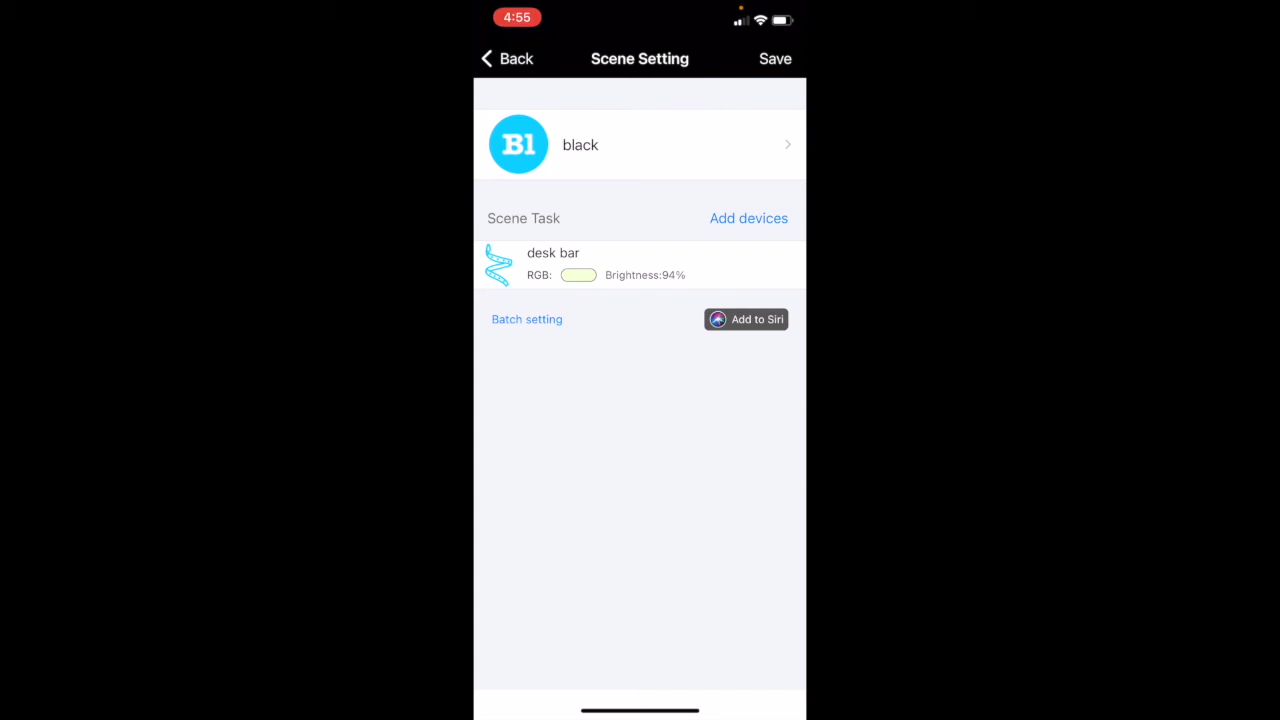 4:55
Back Scene Setting Save
Bl black
Scene Task Add devices
desk bar
RGB: Brightness:94%
Batch setting Add to Siri